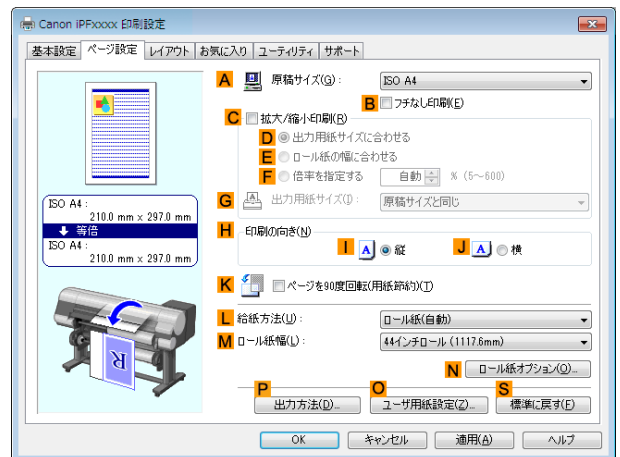 Canon iPFxxxx 印刷設定
基本設定 ページ設定 レイアウト お気に入り ユーティリティ サポート
A 原稿サイズ(G): ISO A4
B フチなし印刷(E)
C 拡大/縮小印刷(R)
D 出力用紙サイズに合わせる
E ロール紙の幅に合わせる
F 倍率を指定する 自動 % (5～600)
G 出力用紙サイズ(I): 原稿サイズと同じ
ISO A4:
210.0 mm × 297.0 mm
等倍
ISO A4:
210.0 mm × 297.0 mm
H 印刷の向き(N)
I A 縦 J A 横
K ページを90度回転(用紙節約)(T)
L 給紙方法(U): ロール紙(自動)
M ロール紙幅(L): 44インチロール (1117.6mm)
R
N ロール紙オプション(O)...
P O S
出力方法(D)... ユーザ用紙設定(Z)... 標準に戻す(F)
OK キャンセル 適用(A) ヘルプ